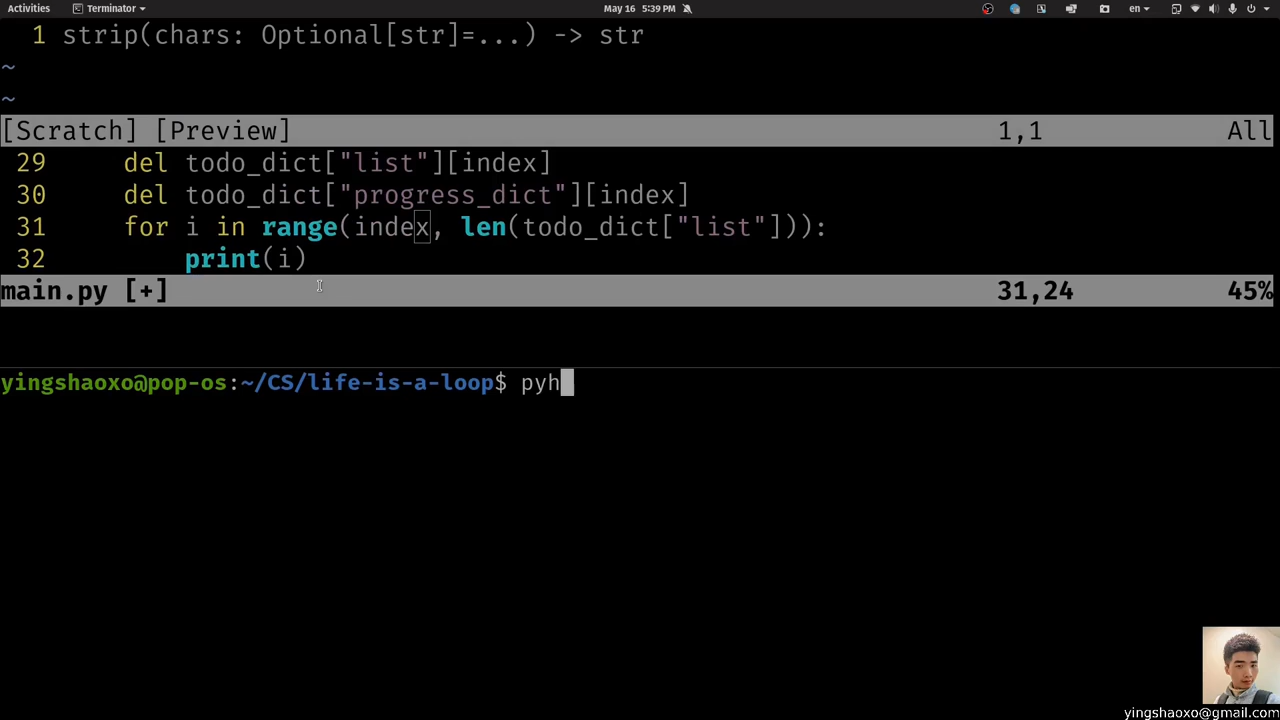 Activities Terminator May 16 5:39 PM en
1 strip(chars: Optional[str]=...) -> str
~
~
[Scratch] [Preview] 1,1 All
29 del todo_dict["list"][index]
30 del todo_dict["progress_dict"][index]
31 for i in range(index, len(todo_dict["list"])):
32 print(i)
main.py [+] 31,24 45%
yingshaoxo@pop-os:~/CS/life-is-a-loop$ pyh
yingshaoxo@gmail.com